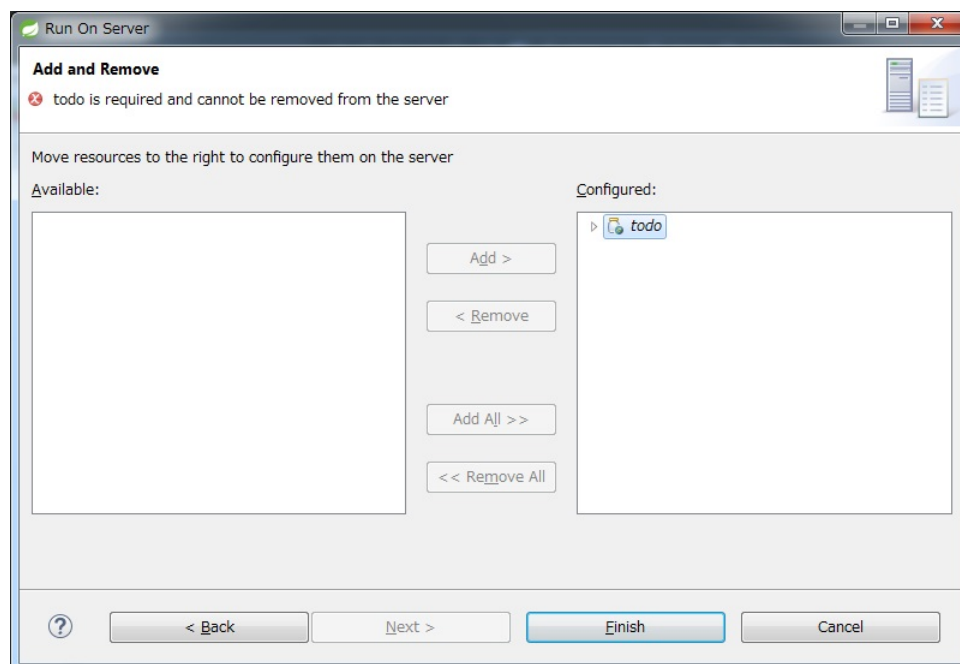 Run On Server
Add and Remove
todo is required and cannot be removed from the server
Move resources to the right to configure them on the server
Available:
Configured:
todo
Add >
< Remove
Add All >>
<< Remove All
?
< Back
Next >
Finish
Cancel